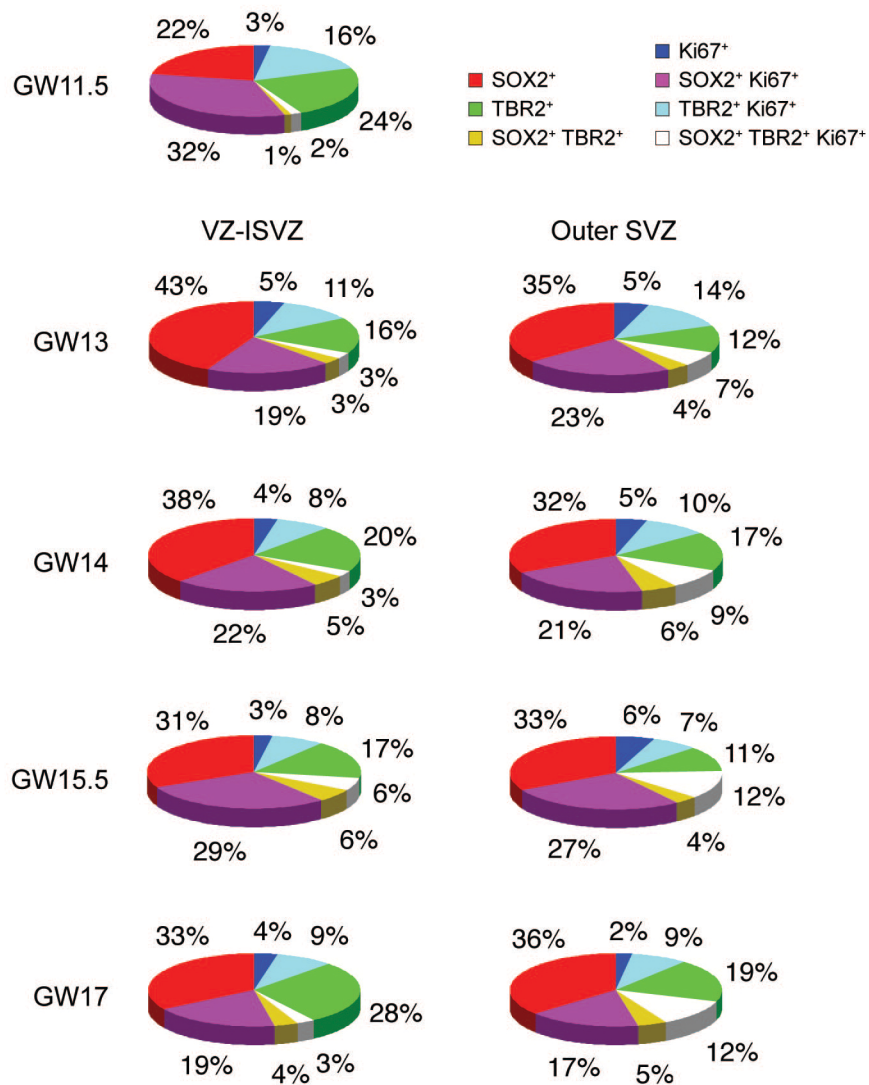 22% 3% 16%
GW11.5
24%
32% 1% 2%
Ki67⁺
SOX2⁺ SOX2⁺ Ki67⁺
TBR2⁺ TBR2⁺ Ki67⁺
SOX2⁺ TBR2⁺ SOX2⁺ TBR2⁺ Ki67⁺
VZ-ISVZ Outer SVZ
GW13
43% 5% 11%
16%
3%
19% 3%
35% 5% 14%
12%
7%
23% 4%
GW14
38% 4% 8%
20%
3%
22% 5%
32% 5% 10%
17%
9%
21% 6%
GW15.5
31% 3% 8%
17%
6%
29% 6%
33% 6% 7%
11%
12%
27% 4%
GW17
33% 4% 9%
28%
19% 4% 3%
36% 2% 9%
19%
12%
17% 5%